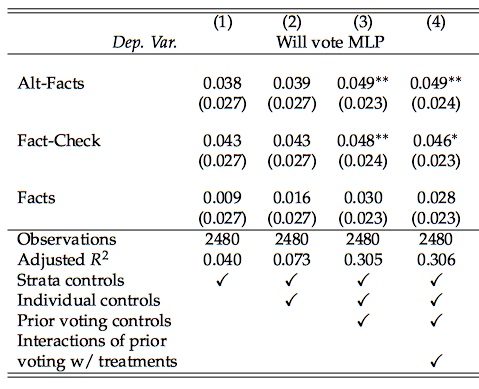 (1) (2) (3) (4)
Dep. Var. Will vote MLP
Alt-Facts 0.038 0.039 0.049** 0.049**
(0.027) (0.027) (0.023) (0.024)
Fact-Check 0.043 0.043 0.048** 0.046*
(0.027) (0.027) (0.024) (0.023)
Facts 0.009 0.016 0.030 0.028
(0.027) (0.027) (0.023) (0.023)
Observations 2480 2480 2480 2480
Adjusted R² 0.040 0.073 0.305 0.306
Strata controls ✓ ✓ ✓ ✓
Individual controls ✓ ✓ ✓
Prior voting controls ✓ ✓
Interactions of prior
voting w/ treatments ✓